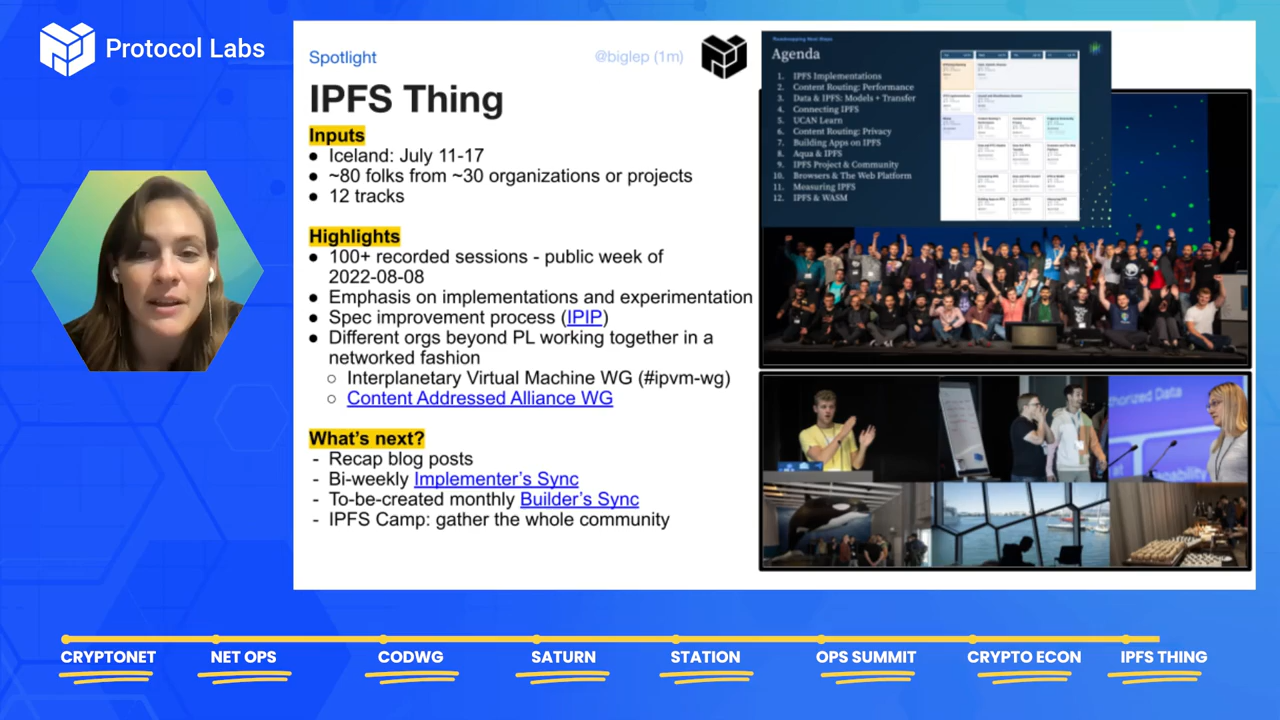 Protocol Labs
Spotlight
@biglep (1m)
IPFS Thing
Inputs
● Iceland: July 11-17
● ~80 folks from ~30 organizations or projects
● 12 tracks
Highlights
● 100+ recorded sessions - public week of
2022-08-08
● Emphasis on implementations and experimentation
● Spec improvement process (IPIP)
● Different orgs beyond PL working together in a
networked fashion
○ Interplanetary Virtual Machine WG (#ipvm-wg)
○ Content Addressed Alliance WG
What's next?
- Recap blog posts
- Bi-weekly Implementer's Sync
- To-be-created monthly Builder's Sync
- IPFS Camp: gather the whole community
Roadmapping Next Steps
Agenda
1. IPFS Implementations
2. Content Routing: Performance
3. Data & IPFS: Models + Transfer
4. Connecting IPFS
5. UCAN Learn
6. Content Routing: Privacy
7. Building Apps on IPFS
8. Aqua & IPFS
9. IPFS Project & Community
10. Browsers & The Web Platform
11. Measuring IPFS
12. IPFS & WASM
thorized Data
CRYPTONET
NET OPS
CODWG
SATURN
STATION
OPS SUMMIT
CRYPTO ECON
IPFS THING